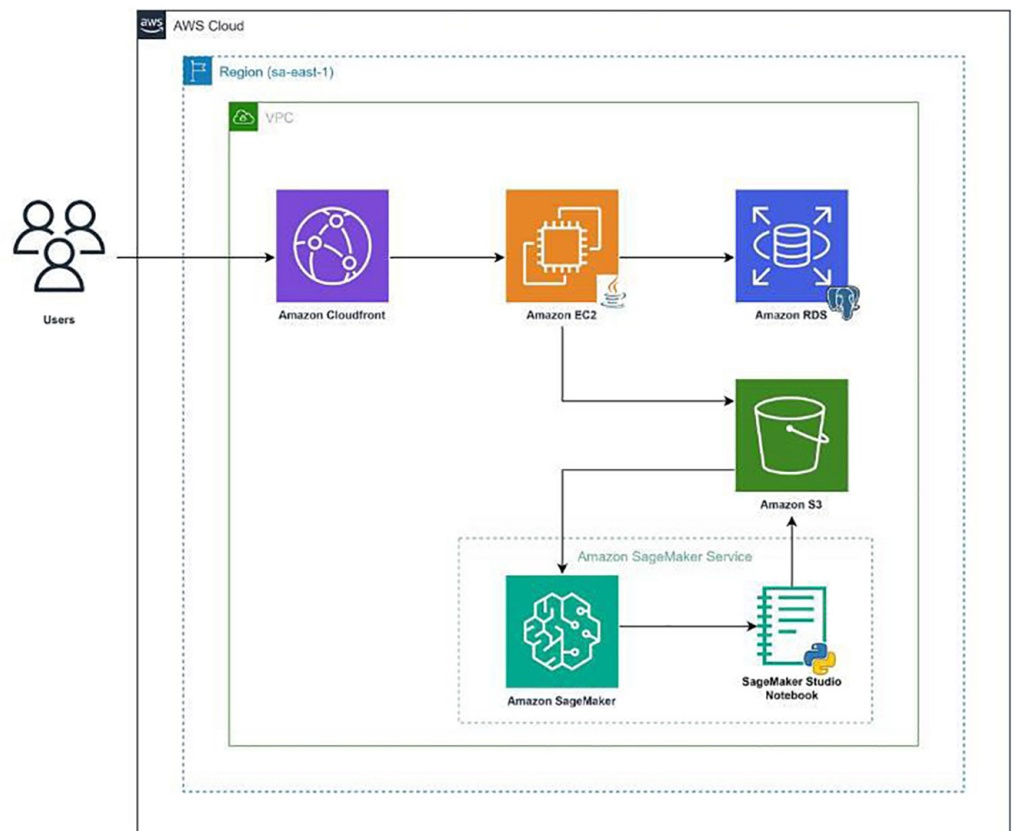 aws
AWS Cloud
Region (sa-east-1)
VPC
Users
Amazon Cloudfront
Amazon EC2
Amazon RDS
Amazon S3
Amazon SageMaker Service
Amazon SageMaker
SageMaker Studio
Notebook